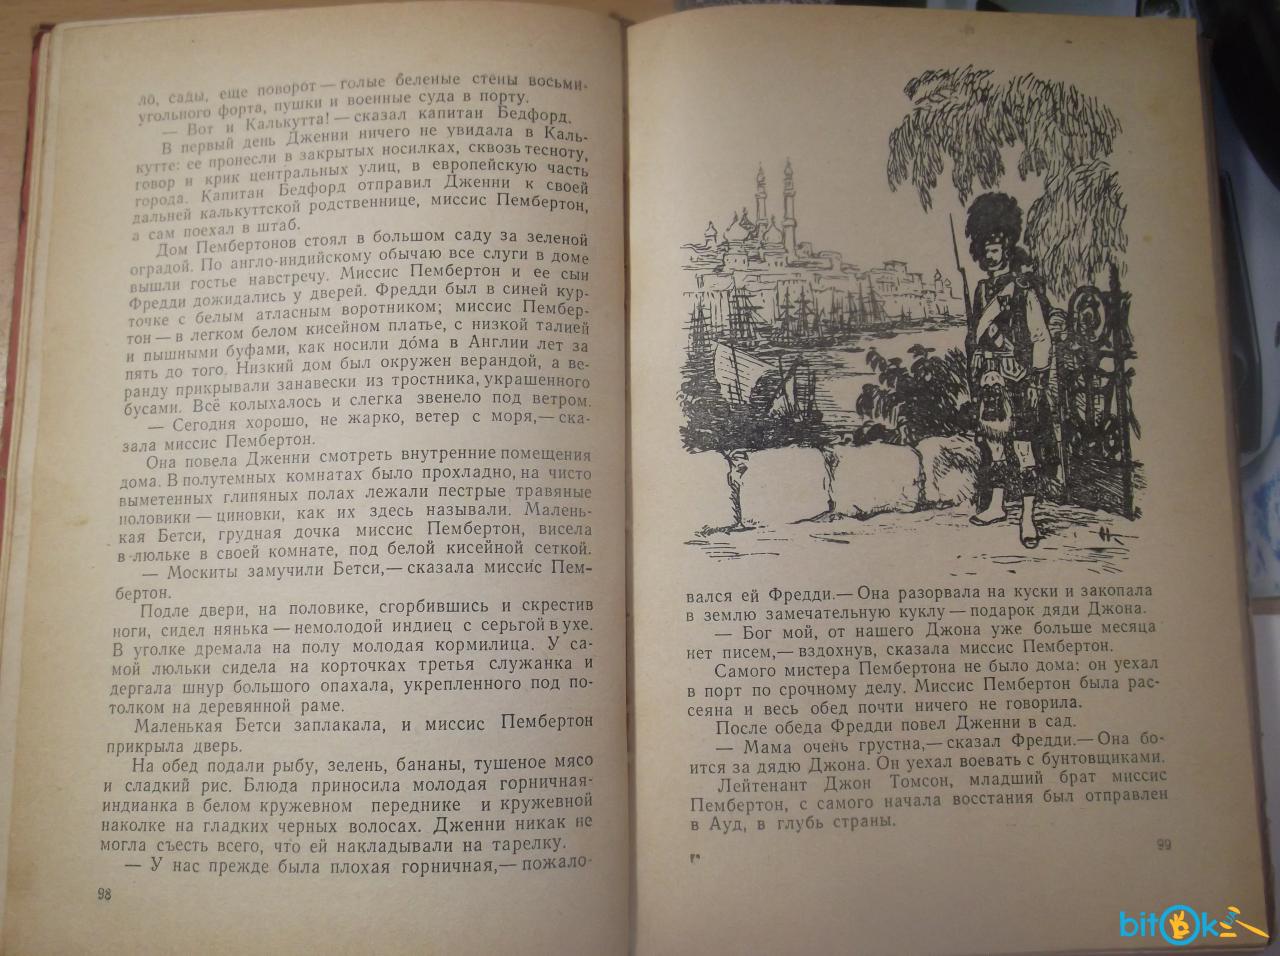 ло, сады, еще поворот — голые беленые стены восьми-
угольного форта, пушки и военные суда в порту.
— Вот и Калькутта! — сказал капитан Бедфорд.
В первый день Дженни ничего не увидала в Каль-
кутте: ее пронесли в закрытых носилках, сквозь тесноту,
говор и крик центральных улиц, в европейскую часть
города. Капитан Бедфорд отправил Дженни к своей
дальней калькуттской родственнице, миссис Пембертон,
а сам поехал в штаб.
Дом Пембертонов стоял в большом саду за зеленой
оградой. По англо-индийскому обычаю все слуги в доме
вышли гостье навстречу. Миссис Пембертон и ее сын
Фредди дожидались у дверей. Фредди был в синей кур-
точке с белым атласным воротником; миссис Пембер-
тон — в легком белом кисейном платье, с низкой талией
и пышными буфами, как носили до́ма в Англии лет за
пять до того. Низкий дом был окружен верандой, а ве-
ранду прикрывали занавески из тростника, украшенного
бусами. Всё колыхалось и слегка звенело под ветром.
— Сегодня хорошо, не жарко, ветер с моря,— ска-
зала миссис Пембертон.
Она повела Дженни смотреть внутренние помещения
дома. В полутемных комнатах было прохладно, на чисто
выметенных глиняных полах лежали пестрые травяные
половики — циновки, как их здесь называли. Малень-
кая Бетси, грудная дочка миссис Пембертон, висела
в люльке в своей комнате, под белой кисейной сеткой.
— Москиты замучили Бетси,— сказала миссис Пем-
бертон.
Подле двери, на половике, сгорбившись и скрестив
ноги, сидел нянька — немолодой индиец с серьгой в ухе.
В уголке дремала на полу молодая кормилица. У са-
мой люльки сидела на корточках третья служанка и
дергала шнур большого опахала, укрепленного под по-
толком на деревянной раме.
Маленькая Бетси заплакала, и миссис Пембертон
прикрыла дверь.
На обед подали рыбу, зелень, бананы, тушеное мясо
и сладкий рис. Блюда приносила молодая горничная-
индианка в белом кружевном переднике и кружевной
наколке на гладких черных волосах. Дженни никак не
могла съесть всего, что ей накладывали на тарелку.
— У нас прежде была плохая горничная,— пожало-
98
вался ей Фредди.— Она разорвала на куски и закопала
в землю замечательную куклу — подарок дяди Джона.
— Бог мой, от нашего Джона уже больше месяца
нет писем,— вздохнув, сказала миссис Пембертон.
Самого мистера Пембертона не было дома: он уехал
в порт по срочному делу. Миссис Пембертон была рас-
сеяна и весь обед почти ничего не говорила.
После обеда Фредди повел Дженни в сад.
— Мама очень грустна,— сказал Фредди.— Она бо-
ится за дядю Джона. Он уехал воевать с бунтовщиками.
Лейтенант Джон Томсон, младший брат миссис
Пембертон, с самого начала восстания был отправлен
в Ауд, в глубь страны.
99
bitOk